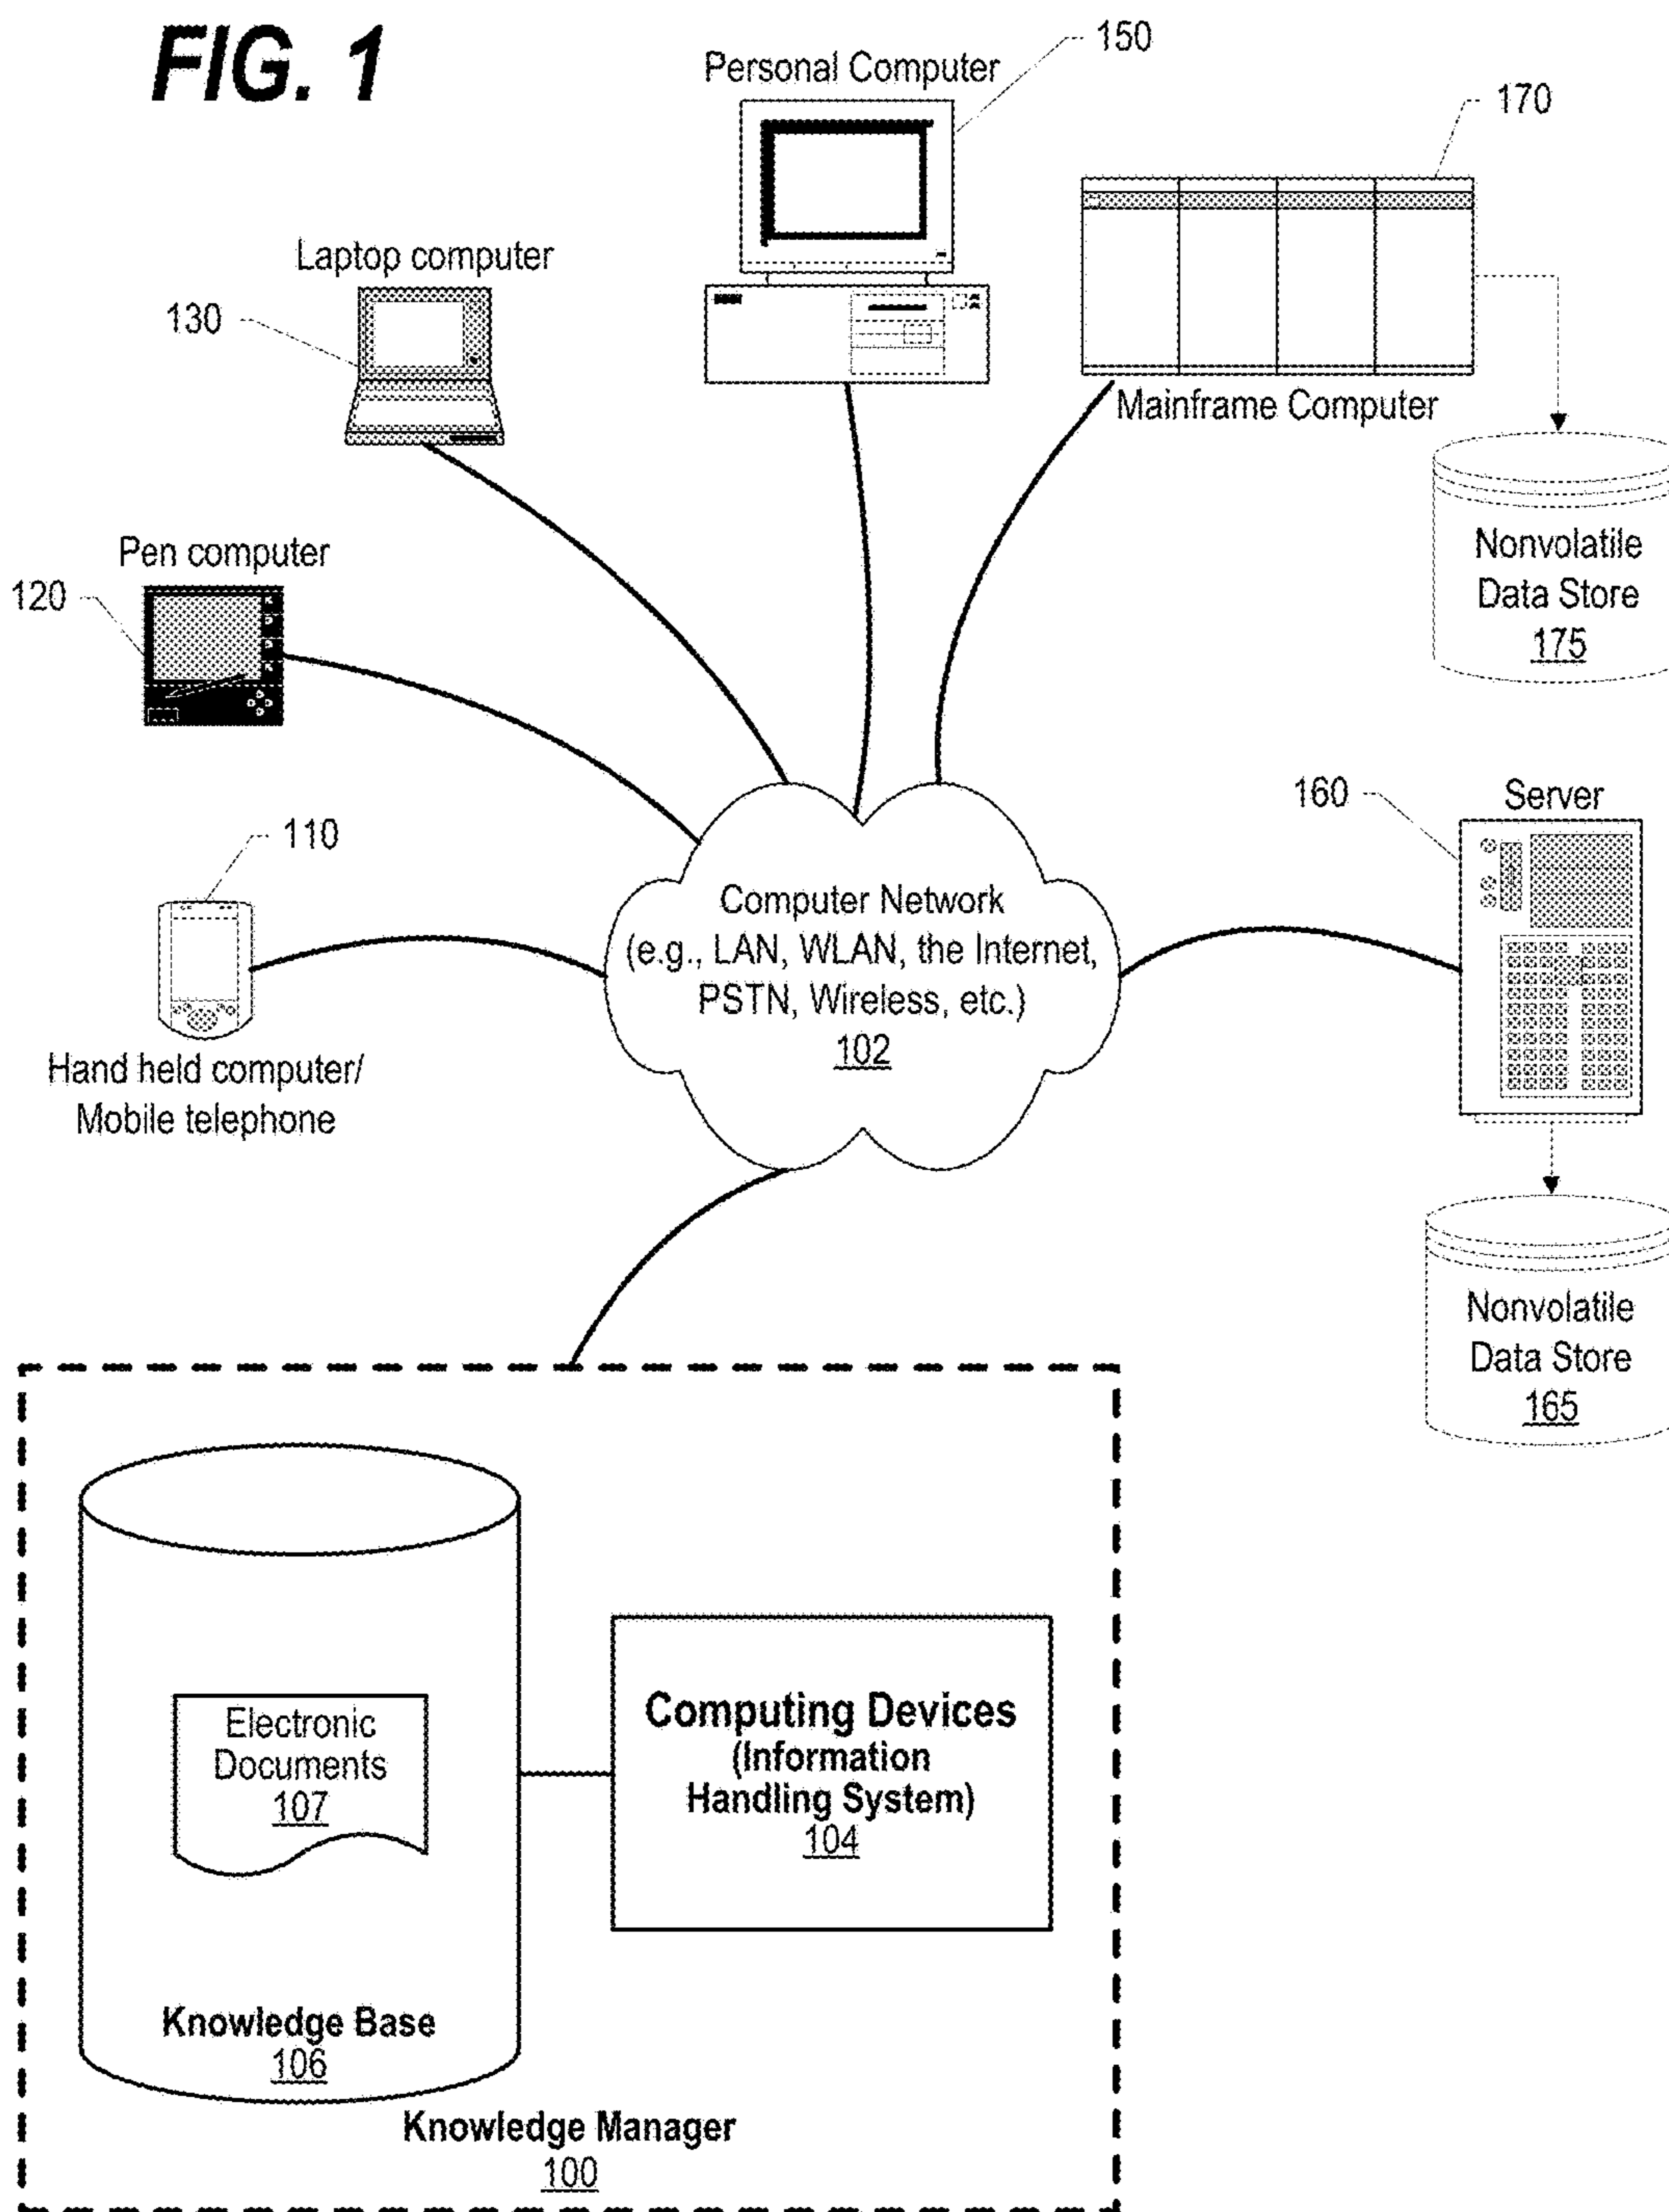 FIG. 1
Personal Computer
150
170
Laptop computer
130
Mainframe Computer
Nonvolatile
Data Store
175
Pen computer
120
160
Server
110
Computer Network
(e.g., LAN, WLAN, the Internet,
PSTN, Wireless, etc.)
102
Hand held computer/
Mobile telephone
Nonvolatile
Data Store
165
Electronic
Documents
107
Computing Devices
(Information
Handling System)
104
Knowledge Base
106
Knowledge Manager
100